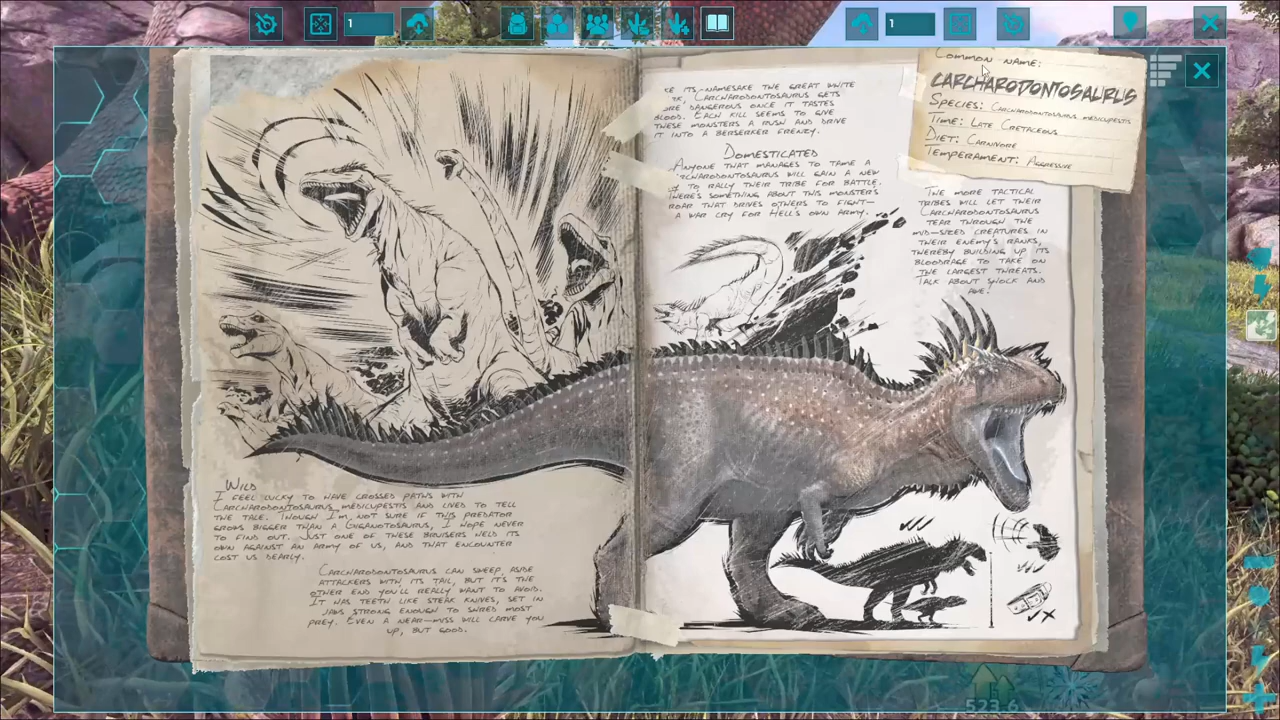 1
1
Common name:
Carcharodontosaurus
Species: Carcharodontosaurus medicupestis
Time: Late Cretaceous
Diet: Carnivore
Temperament: Aggressive
Wild
I feel lucky to have crossed paths with
Carcharodontosaurus medicupestis and lived to tell
the tale. Though I'm not sure if this predator
grows bigger than a Giganotosaurus, I hope never
to find out. Just one of these bruisers held its
own against an army of us, and that encounter
cost us dearly.
Carcharodontosaurus can sweep aside
attackers with its tail, but it's the
other end you'll really want to avoid.
It has teeth like steak knives, set in
jaws strong enough to shred most
prey. Even a near-miss will carve you
up, but good.
its namesake the great white
Carcharodontosaurus gets
dangerous once it tastes
blood. Each kill seems to give
these monsters a rush and drive
it into a berserker frenzy.
Domesticated
Anyone that manages to tame a
Carcharodontosaurus will gain a new
to rally their tribe for battle.
There's something about this monster's
roar that drives others to fight—
a war cry for Hell's own army.
The more tactical
tribes will let their
Carcharodontosaurus
tear through the
mid-sized creatures in
their enemy's ranks,
thereby building up its
bloodrage to take on
the largest threats.
Talk about shock and
awe!
523.6